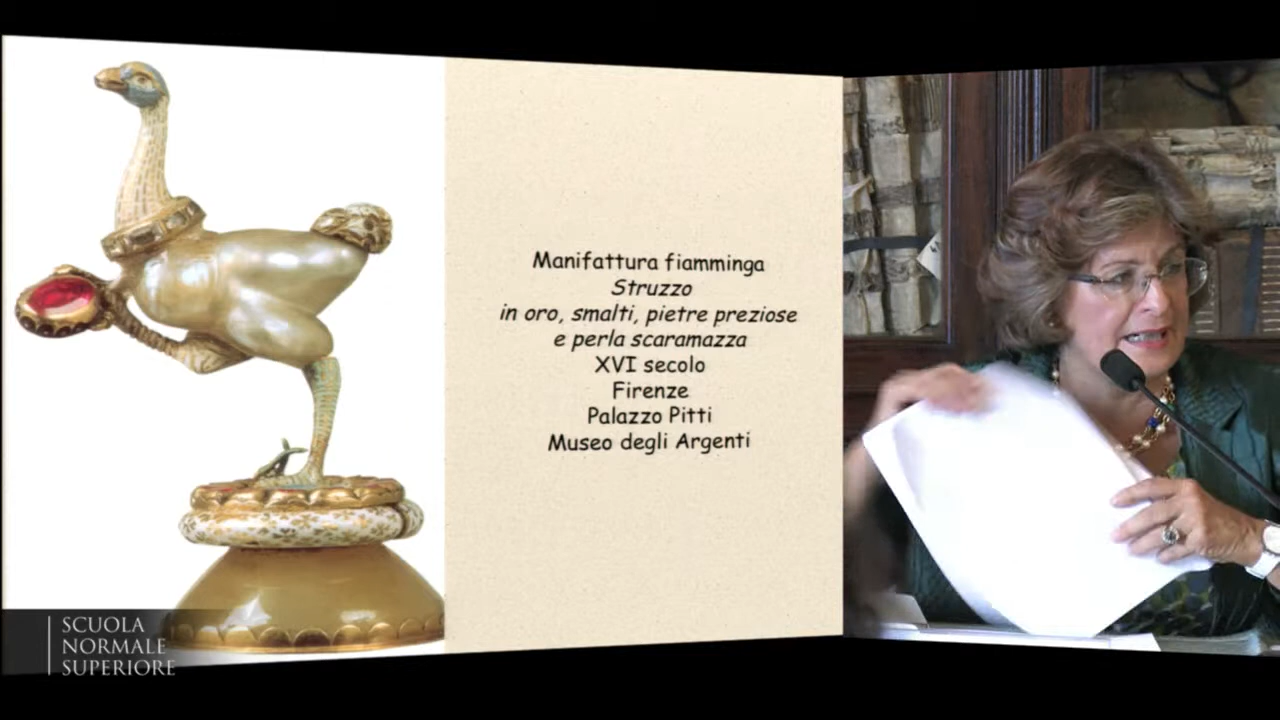 Manifattura fiamminga
Struzzo
in oro, smalti, pietre preziose
e perla scaramazza
XVI secolo
Firenze
Palazzo Pitti
Museo degli Argenti
SCUOLA
NORMALE
SUPERIORE